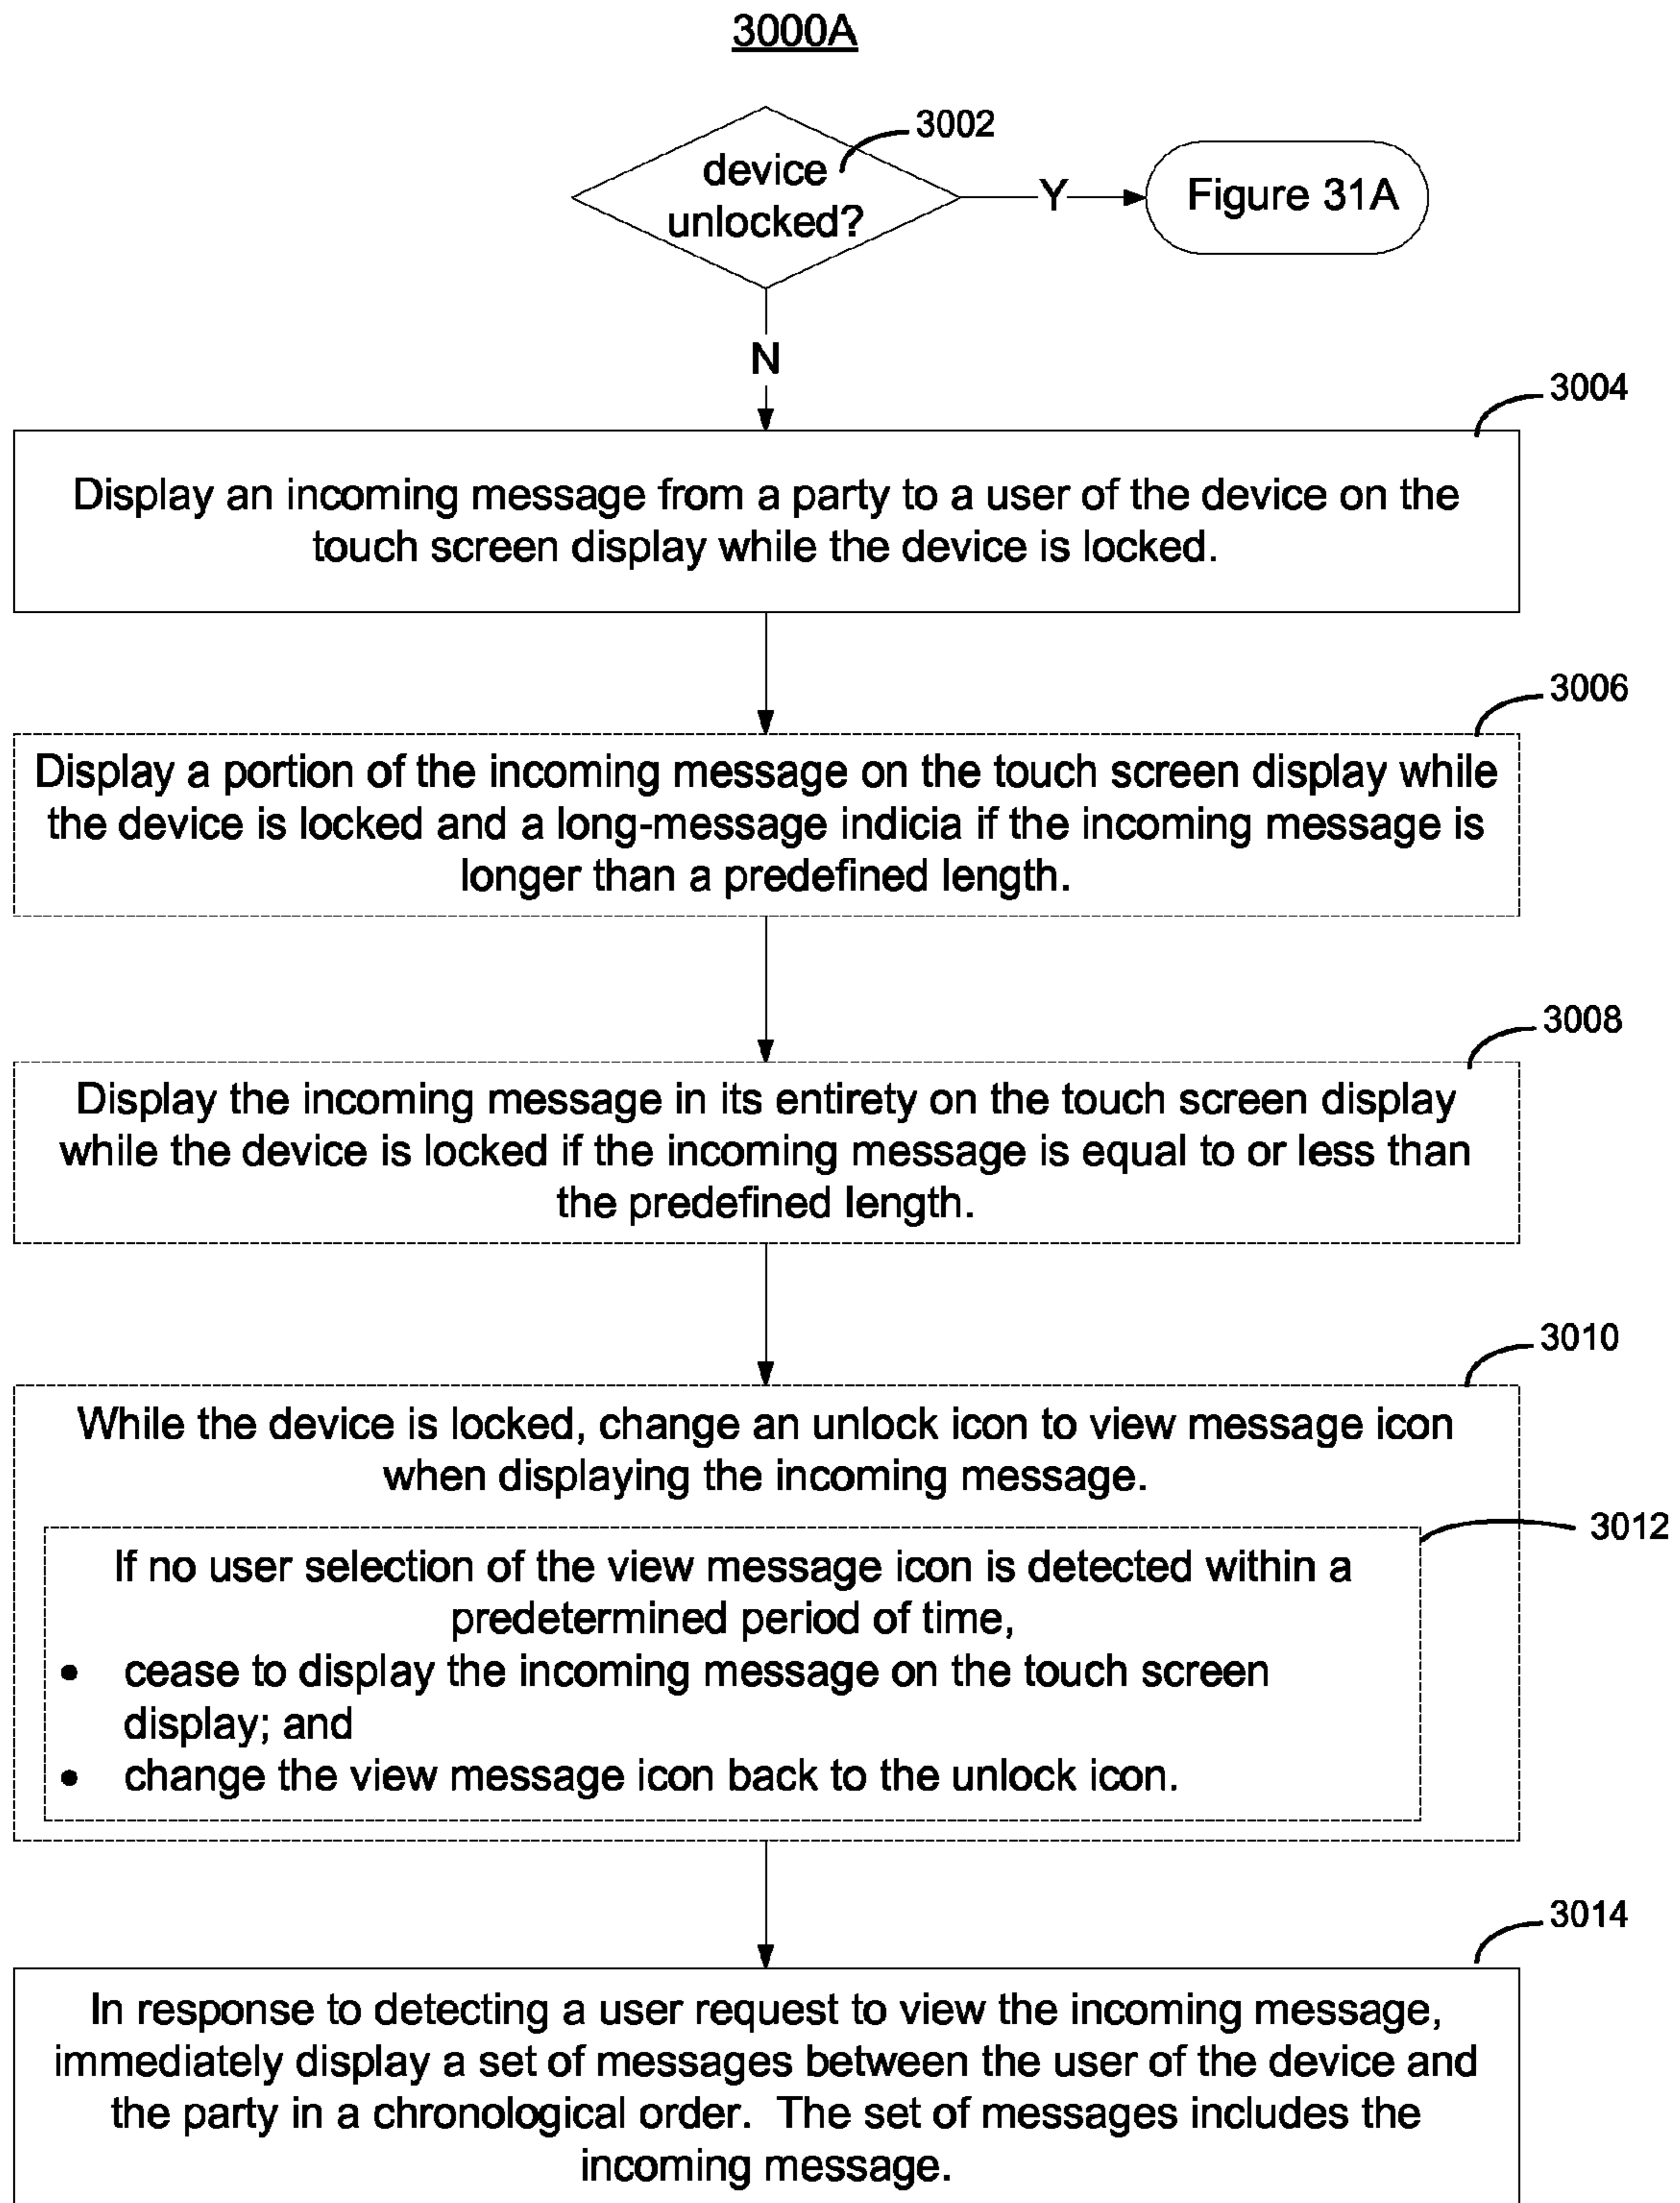 3000A
3002
device
unlocked?
Y
Figure 31A
N
3004
Display an incoming message from a party to a user of the device on the
touch screen display while the device is locked.
3006
Display a portion of the incoming message on the touch screen display while
the device is locked and a long-message indicia if the incoming message is
longer than a predefined length.
3008
Display the incoming message in its entirety on the touch screen display
while the device is locked if the incoming message is equal to or less than
the predefined length.
3010
While the device is locked, change an unlock icon to view message icon
when displaying the incoming message.
3012
If no user selection of the view message icon is detected within a
predetermined period of time,
• cease to display the incoming message on the touch screen
display; and
• change the view message icon back to the unlock icon.
3014
In response to detecting a user request to view the incoming message,
immediately display a set of messages between the user of the device and
the party in a chronological order.  The set of messages includes the
incoming message.